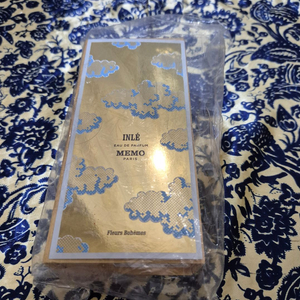 INLÉ
EAU DE PARFUM
MEMO
PARIS
Fleurs Bohèmes